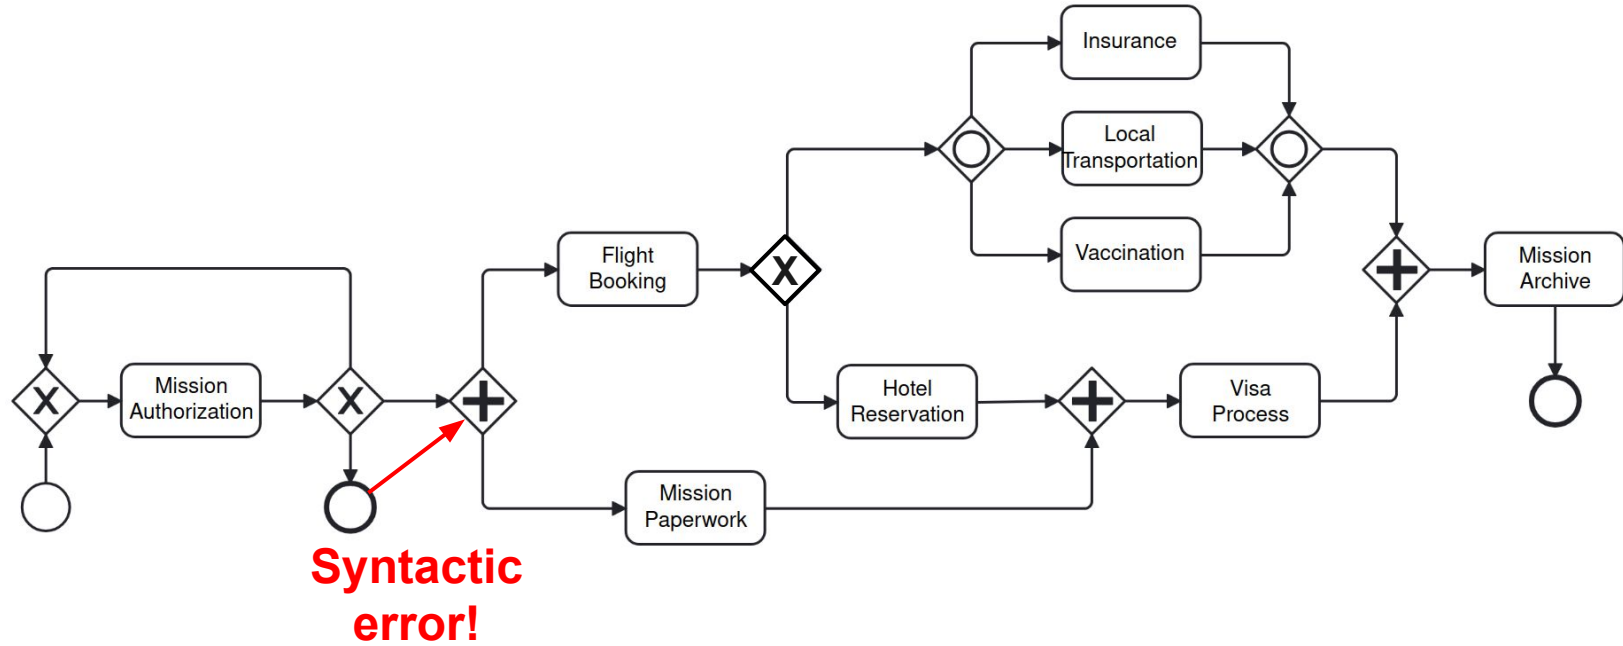 Insurance
Local
Transportation
Vaccination
Flight
Booking
X
Mission
Archive
X
Mission
Authorization
X
Hotel
Reservation
Visa
Process
Mission
Paperwork
Syntactic
error!